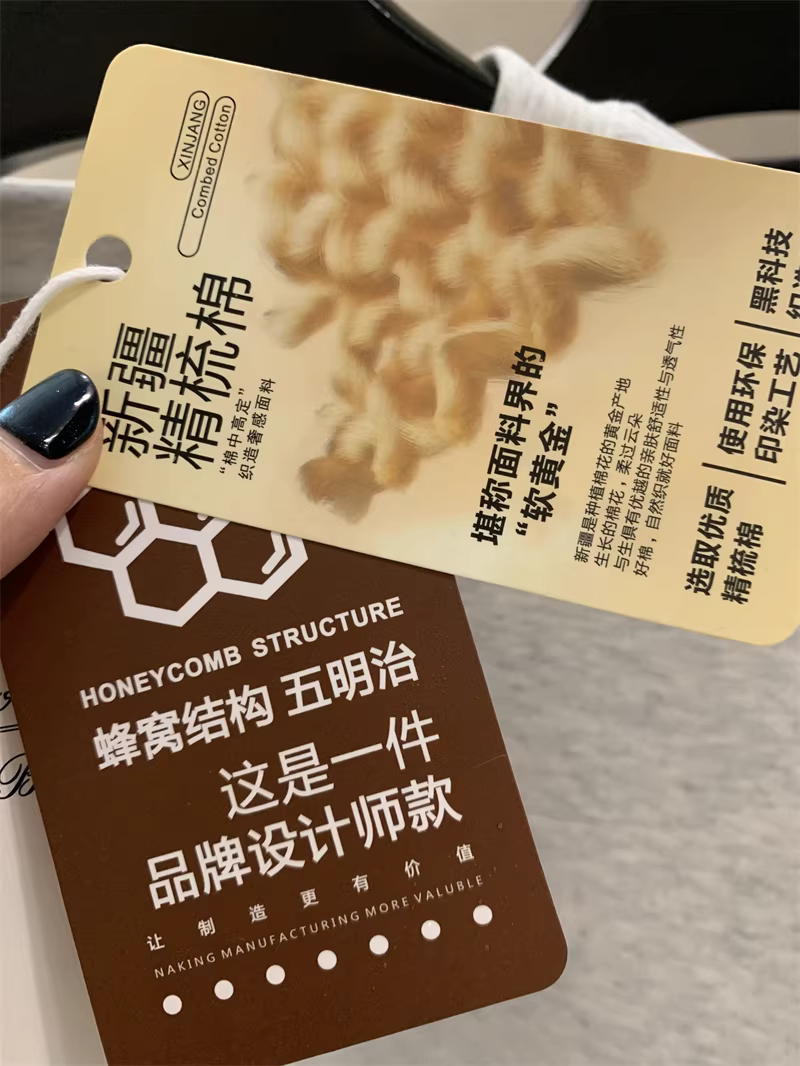 XINJANG
Combed Cotton
新疆
精梳棉
“棉中高定”
织造奢感面料
堪称面料界的
“软黄金”
新疆是种植棉花的黄金产地
生长的棉花，柔过云朵
与生俱有优越的亲肤舒适性与透气性
好棉，自然织就好面料
选取优质
精梳棉
使用环保
印染工艺
黑科技
织造
HONEYCOMB STRUCTURE
蜂窝结构 五明治
这是一件
品牌设计师款
让制造更有价值
NAKING MANUFACTURING MORE VALUBLE